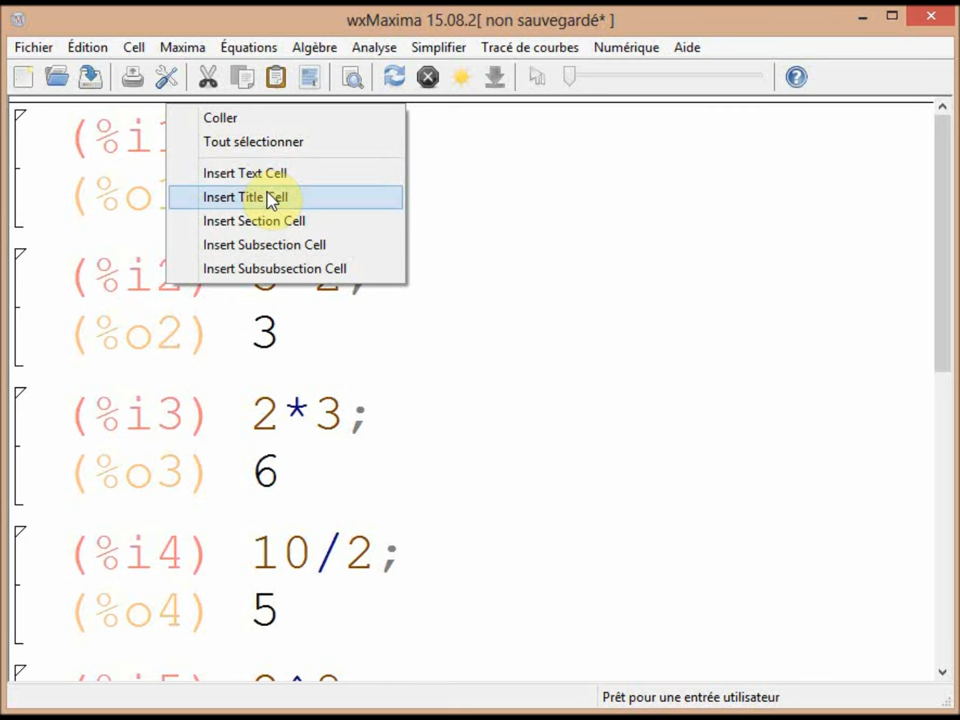 wxMaxima 15.08.2[ non sauvegardé* ]
Fichier Édition Cell Maxima Équations Algèbre Analyse Simplifier Tracé de courbes Numérique Aide
Coller
Tout sélectionner
Insert Text Cell
Insert Title Cell
Insert Section Cell
Insert Subsection Cell
Insert Subsubsection Cell
(%i2)
(%o2) 3
(%i3) 2*3;
(%o3) 6
(%i4) 10/2;
(%o4) 5
Prêt pour une entrée utilisateur